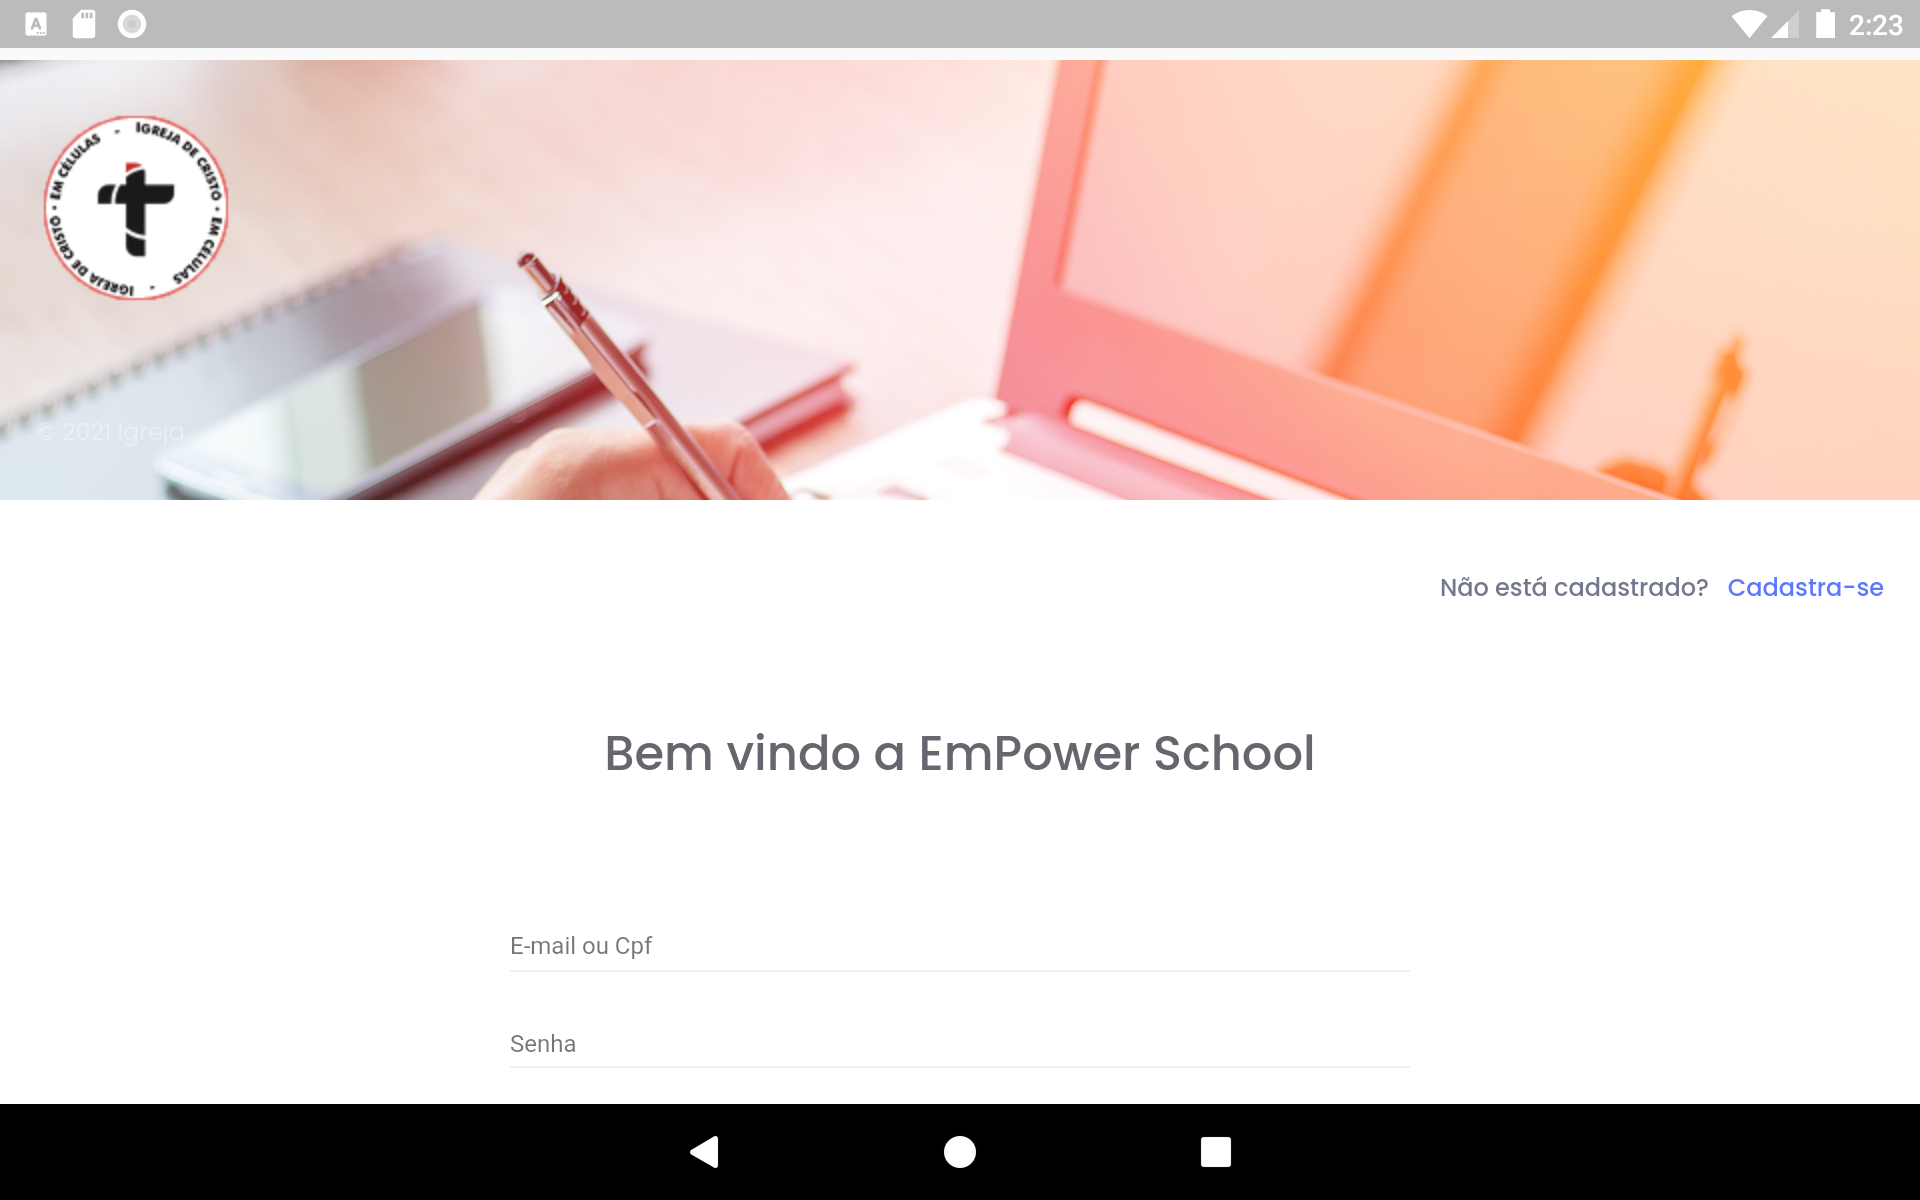 2:23
IGREJA DE CRISTO • EM CÉLULAS - IGREJA DE CRISTO • EM CÉLULAS -
© 2021 Igreja
Não está cadastrado? Cadastra-se
Bem vindo a EmPower School
E-mail ou Cpf
Senha